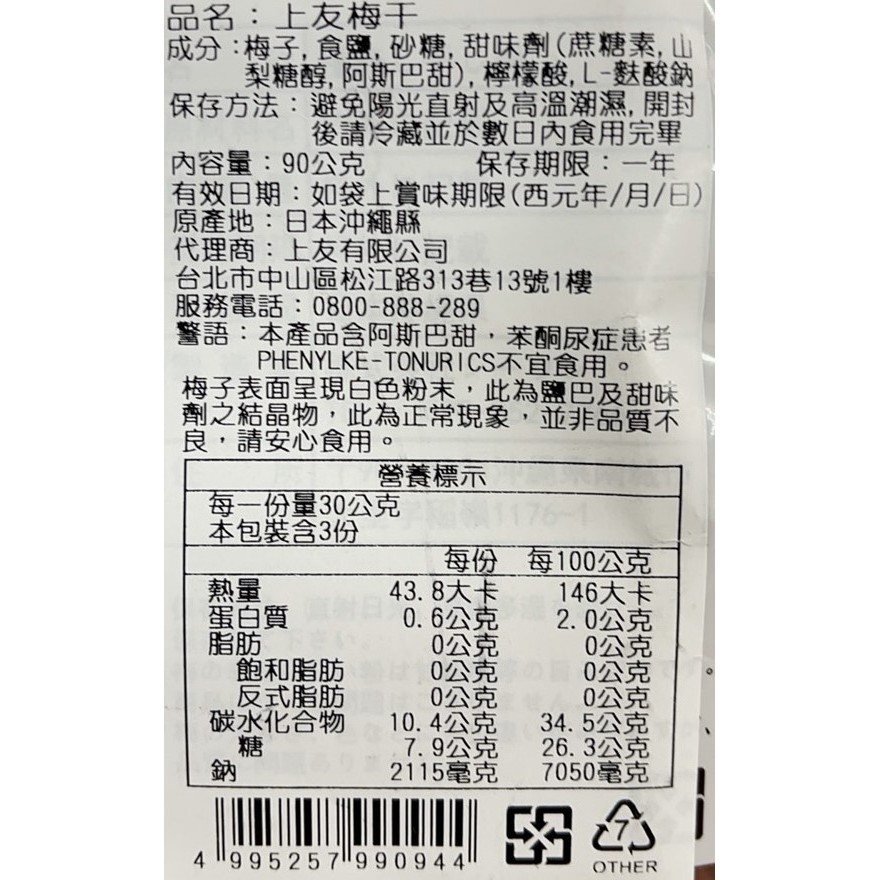 品名：上友梅干
成分:梅子,食鹽,砂糖,甜味劑(蔗糖素,山
梨糖醇,阿斯巴甜),檸檬酸,L-麩酸鈉
保存方法：避免陽光直射及高溫潮濕,開封
後請冷藏並於數日內食用完畢
內容量：90公克 保存期限：一年
有效日期：如袋上賞味期限(西元年/月/日)
原產地：日本沖繩縣
代理商：上友有限公司
台北市中山區松江路313巷13號1樓
服務電話：0800-888-289
警語：本產品含阿斯巴甜，苯酮尿症患者
PHENYLKE-TONURICS不宜食用。
梅子表面呈現白色粉末，此為鹽巴及甜味
劑之結晶物，此為正常現象，並非品質不
良，請安心食用。
營養標示
每一份量30公克
本包裝含3份
每份 每100公克
熱量 43.8大卡 146大卡
蛋白質 0.6公克 2.0公克
脂肪 0公克 0公克
飽和脂肪 0公克 0公克
反式脂肪 0公克 0公克
碳水化合物 10.4公克 34.5公克
糖 7.9公克 26.3公克
鈉 2115毫克 7050毫克
4 995257 990944
7
OTHER